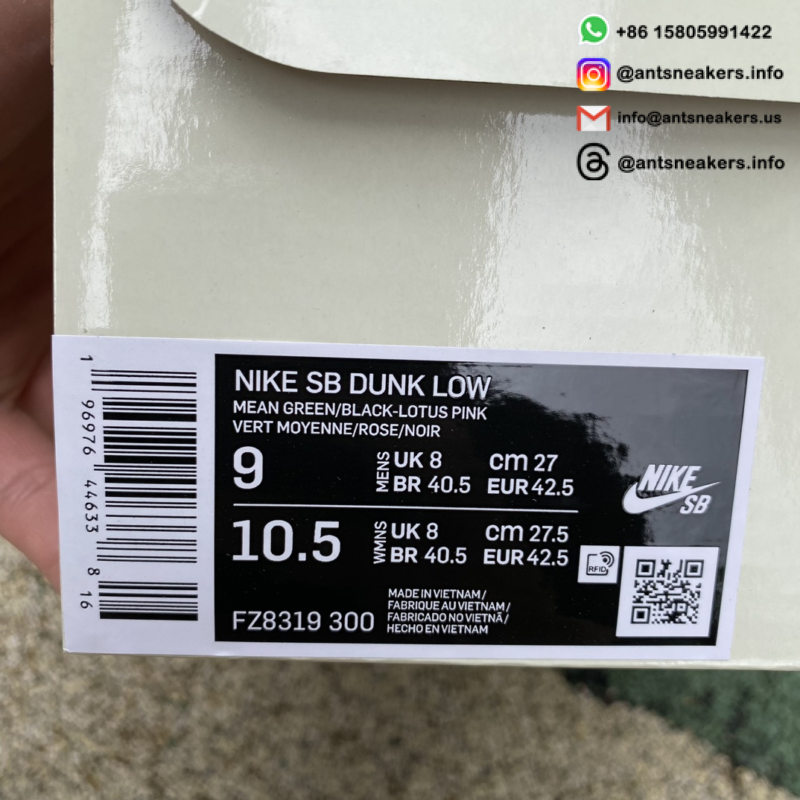 +86 15805991422
@antsneakers.info
info@antsneakers.us
@antsneakers.info
1 96976 44633 8 16
NIKE SB DUNK LOW
MEAN GREEN/BLACK-LOTUS PINK
VERT MOYENNE/ROSE/NOIR
9 MENS UK 8 cm 27
BR 40.5 EUR 42.5
10.5 WMNS UK 8 cm 27.5
BR 40.5 EUR 42.5
NIKE
SB
RFID
FZ8319 300
MADE IN VIETNAM/
FABRIQUE AU VIETNAM/
FABRICADO NO VIETNÃ/
HECHO EN VIETNAM